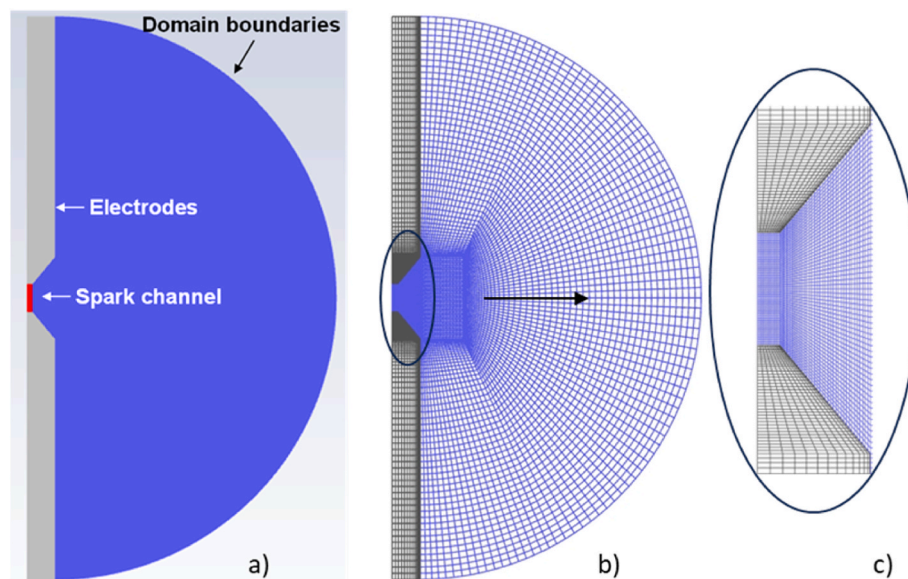 Domain boundaries
Electrodes
Spark channel
a)
b)
c)